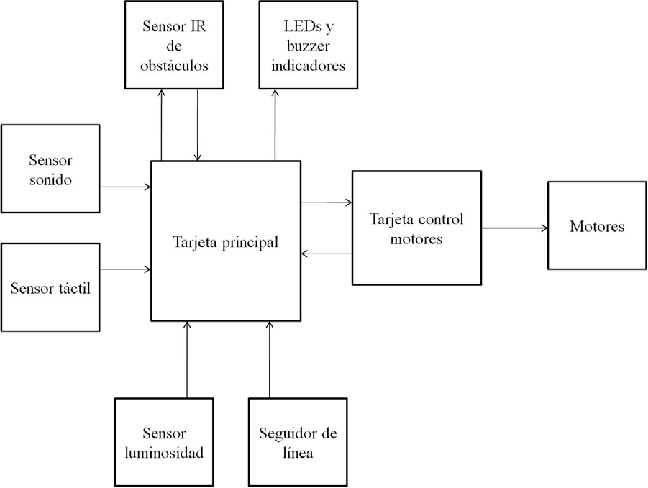 Sensor IR
de
obstáculos
LEDs y
buzzer
indicadores
Sensor
sonido
Tarjeta principal
Tarjeta control
motores
Motores
Sensor táctil
Sensor
luminosidad
Seguidor de
línea